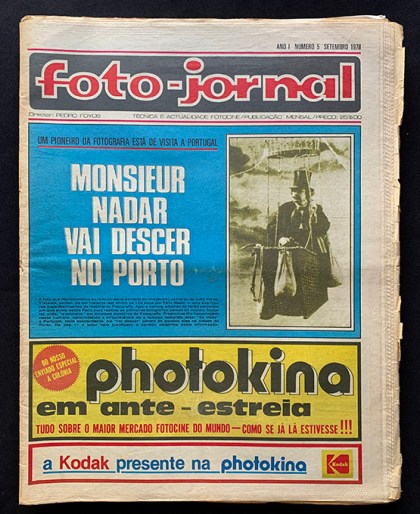 ANO I NÚMERO 5 SETEMBRO 1978
foto-jornal
Director: PEDRO FOYOS TÉCNICA E ACTUALIDADE FOTOCINE/PUBLICAÇÃO MENSAL/PREÇO: 25$00
UM PIONEIRO DA FOTOGRAFIA ESTÁ DE VISITA A PORTUGAL
MONSIEUR
NADAR
VAI DESCER
NO PORTO
DO NOSSO
ENVIADO ESPECIAL
A COLÓNIA
photokina
em ante-estreia
TUDO SOBRE O MAIOR MERCADO FOTOCINE DO MUNDO — COMO SE JÁ LÁ ESTIVESSE!!!
a Kodak presente na photokina
Kodak